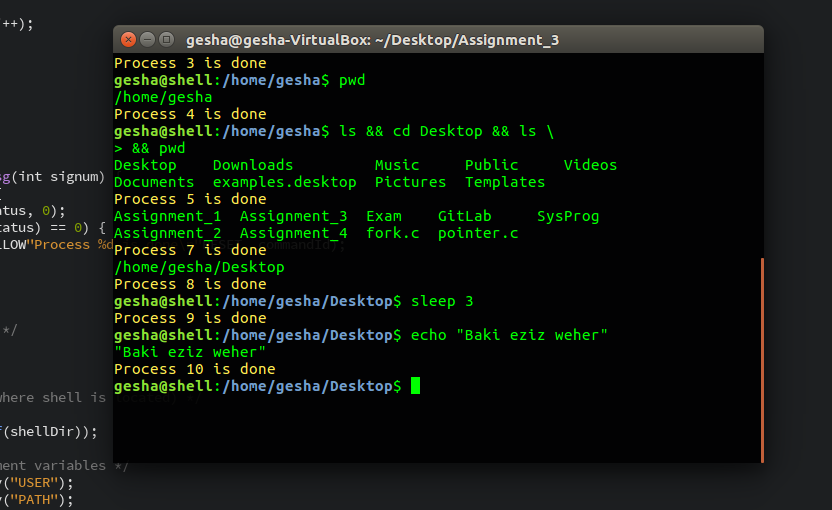 ++);
gesha@gesha-VirtualBox: ~/Desktop/Assignment_3
Process 3 is done
gesha@shell:/home/gesha$ pwd
/home/gesha
Process 4 is done
gesha@shell:/home/gesha$ ls && cd Desktop && ls \
> && pwd
Desktop    Downloads         Music     Public     Videos
Documents  examples.desktop  Pictures  Templates
Process 5 is done
Assignment_1  Assignment_3  Exam    GitLab     SysProg
Assignment_2  Assignment_4  fork.c  pointer.c
Process 7 is done
/home/gesha/Desktop
Process 8 is done
gesha@shell:/home/gesha/Desktop$ sleep 3
Process 9 is done
gesha@shell:/home/gesha/Desktop$ echo "Baki eziz weher"
"Baki eziz weher"
Process 10 is done
gesha@shell:/home/gesha/Desktop$
sg(int signum)
{
atus, 0);
tatus) == 0) {
LLOW"Process %d
*/
where shell is
f(shellDir));
ment variables */
v("USER");
v("PATH");